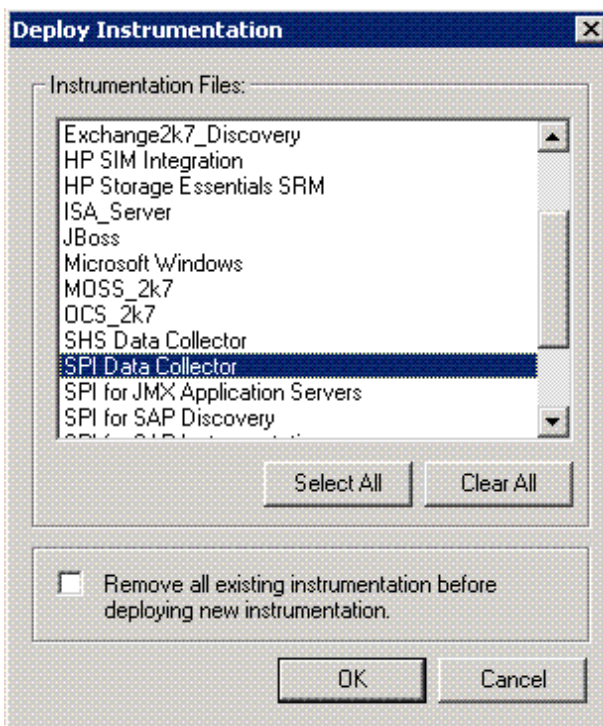 Deploy Instrumentation
Instrumentation Files:
Exchange2k7_Discovery
HP SIM Integration
HP Storage Essentials SRM
ISA_Server
JBoss
Microsoft Windows
MOSS_2k7
OCS_2k7
SHS Data Collector
SPI Data Collector
SPI for JMX Application Servers
SPI for SAP Discovery
Select All
Clear All
Remove all existing instrumentation before
deploying new instrumentation.
OK
Cancel